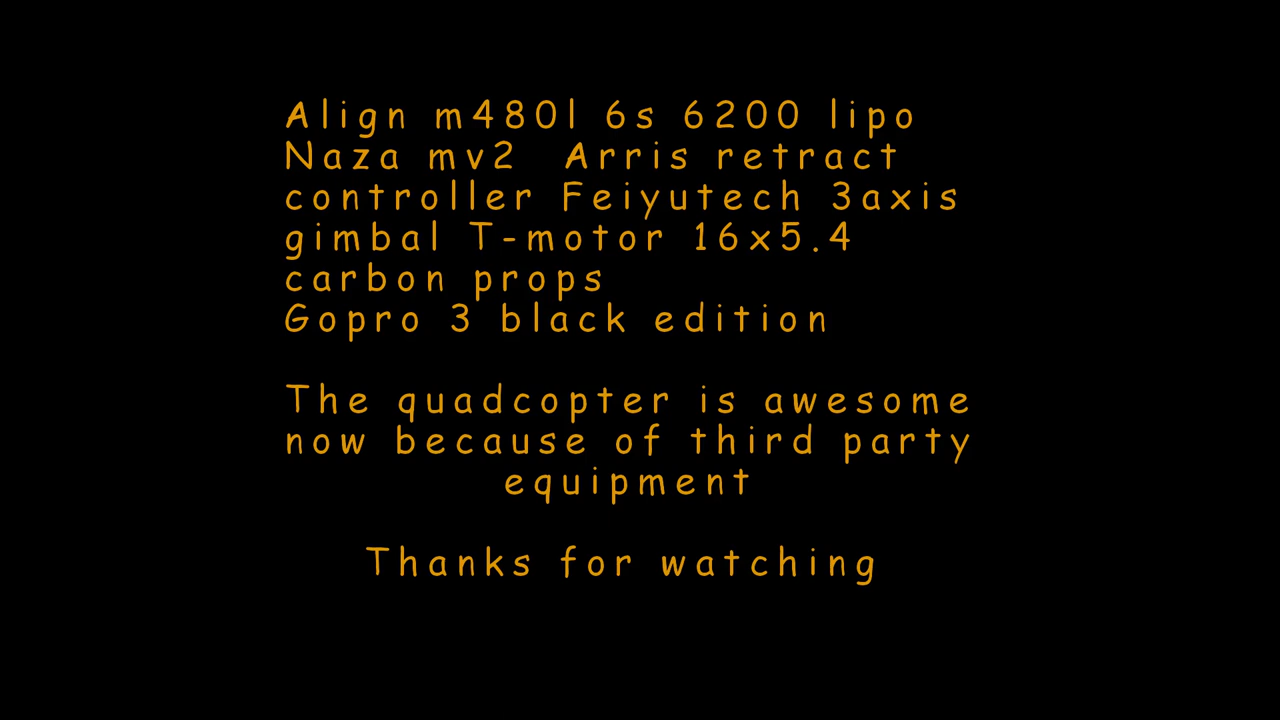 Align m480l 6s 6200 lipo
Naza mv2 Arris retract
controller Feiyutech 3axis
gimbal T-motor 16x5.4
carbon props
Gopro 3 black edition
The quadcopter is awesome
now because of third party
equipment
Thanks for watching